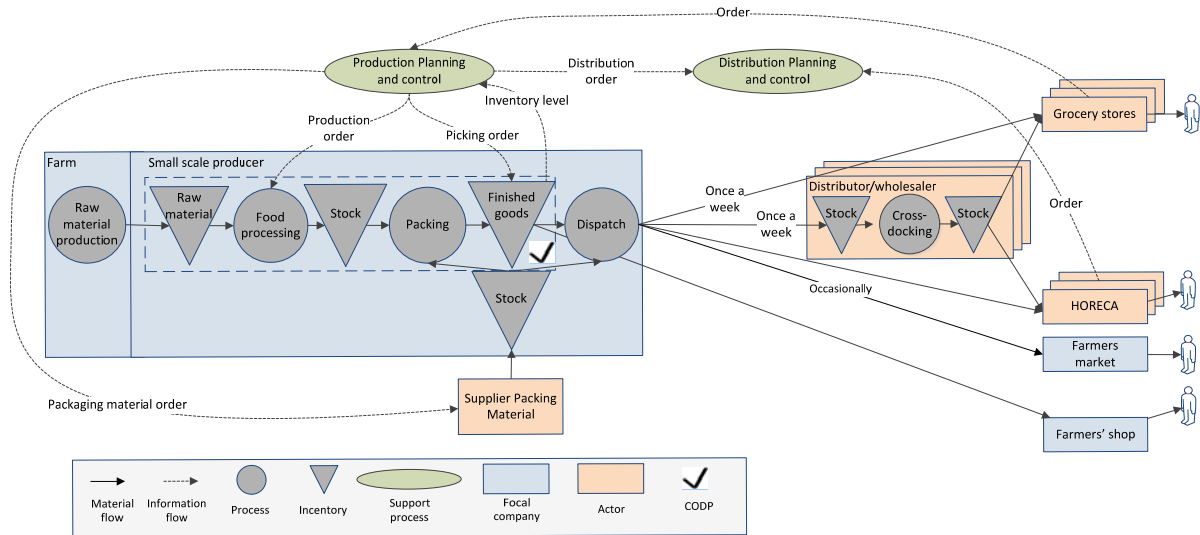 Order
Production Planning
and control
Distribution
order
Distribution Planning
and control
Inventory level
Production
order
Picking order
Grocery stores
Farm
Small scale producer
Raw
material
production
Raw
material
Food
processing
Stock
Packing
Finished
goods
Dispatch
Stock
Once a
week
Once a
week
Distributor/wholesaler
Stock
Cross-
docking
Stock
Order
Occasionally
HORECA
Farmers
market
Farmers' shop
Packaging material order
Supplier Packing
Material
Material
flow
Information
flow
Process
Incentory
Support
process
Focal
company
Actor
CODP